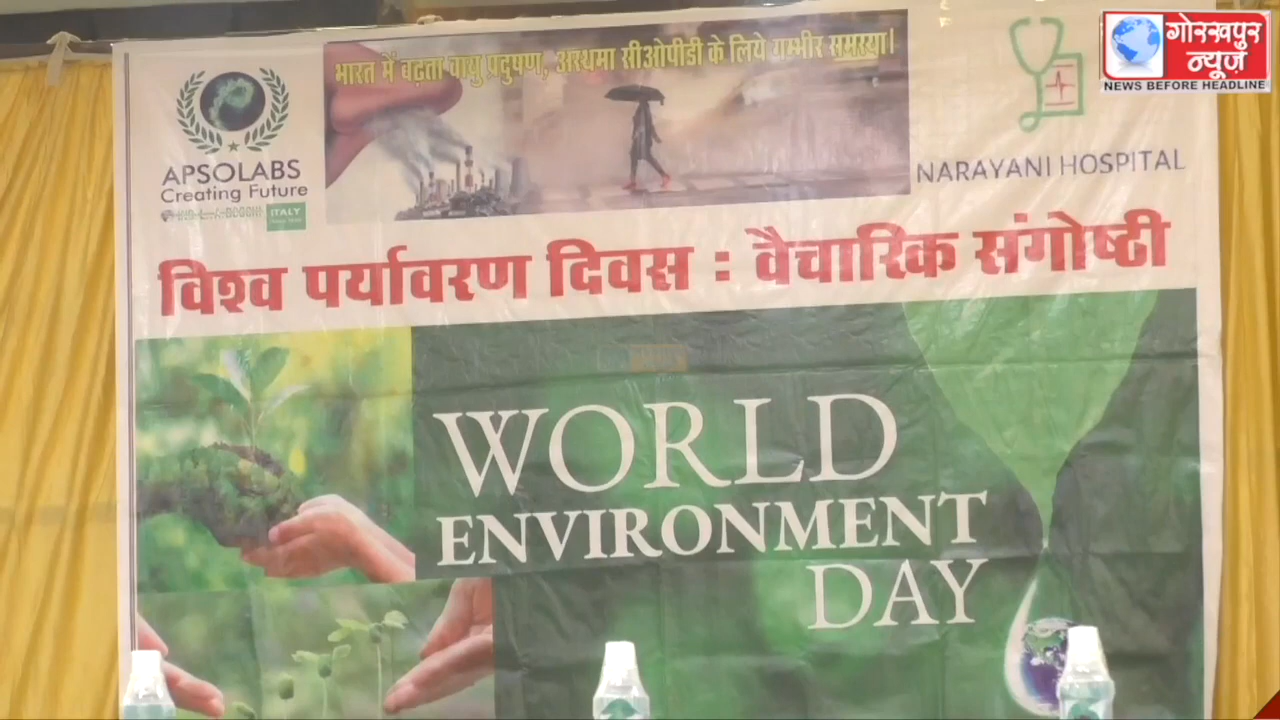 भारत में बढ़ता वायु प्रदुषण, अस्थमा सीओपीडी के लिये गम्भीर समस्या।
APSOLABS
Creating Future
ITALY
NARAYANI HOSPITAL
गोरखपुर
न्यूज़
NEWS BEFORE HEADLINE
विश्व पर्यावरण दिवस : वैचारिक संगोष्ठी
WORLD
ENVIRONMENT
DAY